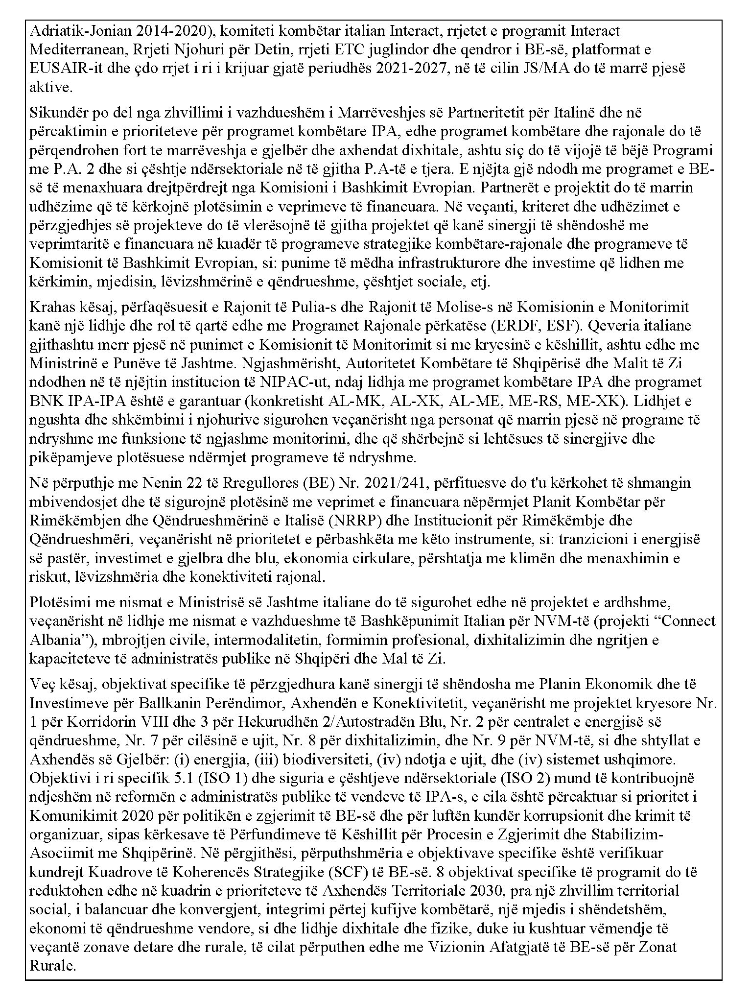 Adriatik-Jonian 2014-2020), komiteti kombëtar italian Interact, rrjetet e programit Interact
Mediterranean, Rrjeti Njohuri për Detin, rrjeti ETC juglindor dhe qendror i BE-së, platformat e
EUSAIR-it dhe çdo rrjet i ri i krijuar gjatë periudhës 2021-2027, në të cilin JS/MA do të marrë pjesë
aktive.
Sikundër po del nga zhvillimi i vazhdueshëm i Marrëveshjes së Partneritetit për Italinë dhe në
përcaktimin e prioriteteve për programet kombëtare IPA, edhe programet kombëtare dhe rajonale do të
përqendrohen fort te marrëveshja e gjelbër dhe axhendat dixhitale, ashtu siç do të vijojë të bëjë Programi
me P.A. 2 dhe si çështje ndërsektoriale në të gjitha P.A-të e tjera. E njëjta gjë ndodh me programet e BE-
së të menaxhuara drejtpërdrejt nga Komisioni i Bashkimit Evropian. Partnerët e projektit do të marrin
udhëzime që të kërkojnë plotësimin e veprimeve të financuara. Në veçanti, kriteret dhe udhëzimet e
përzgjedhjes së projekteve do të vlerësojnë të gjitha projektet që kanë sinergji të shëndoshë me
veprimtaritë e financuara në kuadër të programeve strategjike kombëtare-rajonale dhe programeve të
Komisionit të Bashkimit Evropian, si: punime të mëdha infrastrukturore dhe investime që lidhen me
kërkimin, mjedisin, lëvizshmërinë e qëndrueshme, çështjet sociale, etj.
Krahas kësaj, përfaqësuesit e Rajonit të Pulia-s dhe Rajonit të Molise-s në Komisionin e Monitorimit
kanë një lidhje dhe rol të qartë edhe me Programet Rajonale përkatëse (ERDF, ESF). Qeveria italiane
gjithashtu merr pjesë në punimet e Komisionit të Monitorimit si me kryesinë e këshillit, ashtu edhe me
Ministrinë e Punëve të Jashtme. Ngjashmërisht, Autoritetet Kombëtare të Shqipërisë dhe Malit të Zi
ndodhen në të njëjtin institucion të NIPAC-ut, ndaj lidhja me programet kombëtare IPA dhe programet
BNK IPA-IPA është e garantuar (konkretisht AL-MK, AL-XK, AL-ME, ME-RS, ME-XK). Lidhjet e
ngushta dhe shkëmbimi i njohurive sigurohen veçanërisht nga personat që marrin pjesë në programe të
ndryshme me funksione të ngjashme monitorimi, dhe që shërbejnë si lehtësues të sinergjive dhe
pikëpamjeve plotësuese ndërmjet programeve të ndryshme.
Në përputhje me Nenin 22 të Rregullores (BE) Nr. 2021/241, përfituesve do t'u kërkohet të shmangin
mbivendosjet dhe të sigurojnë plotësinë me veprimet e financuara nëpërmjet Planit Kombëtar për
Rimëkëmbjen dhe Qëndrueshmërinë e Italisë (NRRP) dhe Institucionit për Rimëkëmbje dhe
Qëndrueshmëri, veçanërisht në prioritetet e përbashkëta me këto instrumente, si: tranzicioni i energjisë
së pastër, investimet e gjelbra dhe blu, ekonomia cirkulare, përshtatja me klimën dhe menaxhimin e
riskut, lëvizshmëria dhe konektiviteti rajonal.
Plotësimi me nismat e Ministrisë së Jashtme italiane do të sigurohet edhe në projektet e ardhshme,
veçanërisht në lidhje me nismat e vazhdueshme të Bashkëpunimit Italian për NVM-të (projekti “Connect
Albania”), mbrojtjen civile, intermodalitetin, formimin profesional, dixhitalizimin dhe ngritjen e
kapaciteteve të administratës publike në Shqipëri dhe Mal të Zi.
Veç kësaj, objektivat specifike të përzgjedhura kanë sinergji të shëndosha me Planin Ekonomik dhe të
Investimeve për Ballkanin Perëndimor, Axhendën e Konektivitetit, veçanërisht me projektet kryesore Nr.
1 për Korridorin VIII dhe 3 për Hekurudhën 2/Autostradën Blu, Nr. 2 për centralet e energjisë së
qëndrueshme, Nr. 7 për cilësinë e ujit, Nr. 8 për dixhitalizimin, dhe Nr. 9 për NVM-të, si dhe shtyllat e
Axhendës së Gjelbër: (i) energjia, (iii) biodiversiteti, (iv) ndotja e ujit, dhe (iv) sistemet ushqimore.
Objektivi i ri specifik 5.1 (ISO 1) dhe siguria e çështjeve ndërsektoriale (ISO 2) mund të kontribuojnë
ndjeshëm në reformën e administratës publike të vendeve të IPA-s, e cila është përcaktuar si prioritet i
Komunikimit 2020 për politikën e zgjerimit të BE-së dhe për luftën kundër korrupsionit dhe krimit të
organizuar, sipas kërkesave të Përfundimeve të Këshillit për Procesin e Zgjerimit dhe Stabilizim-
Asociimit me Shqipërinë. Në përgjithësi, përputhshmëria e objektivave specifike është verifikuar
kundrejt Kuadrove të Koherencës Strategjike (SCF) të BE-së. 8 objektivat specifike të programit do të
reduktohen edhe në kuadrin e prioriteteve të Axhendës Territoriale 2030, pra një zhvillim territorial
social, i balancuar dhe konvergjent, integrimi përtej kufijve kombëtarë, një mjedis i shëndetshëm,
ekonomi të qëndrueshme vendore, si dhe lidhje dixhitale dhe fizike, duke iu kushtuar vëmendje të
veçantë zonave detare dhe rurale, të cilat përputhen edhe me Vizionin Afatgjatë të BE-së për Zonat
Rurale.